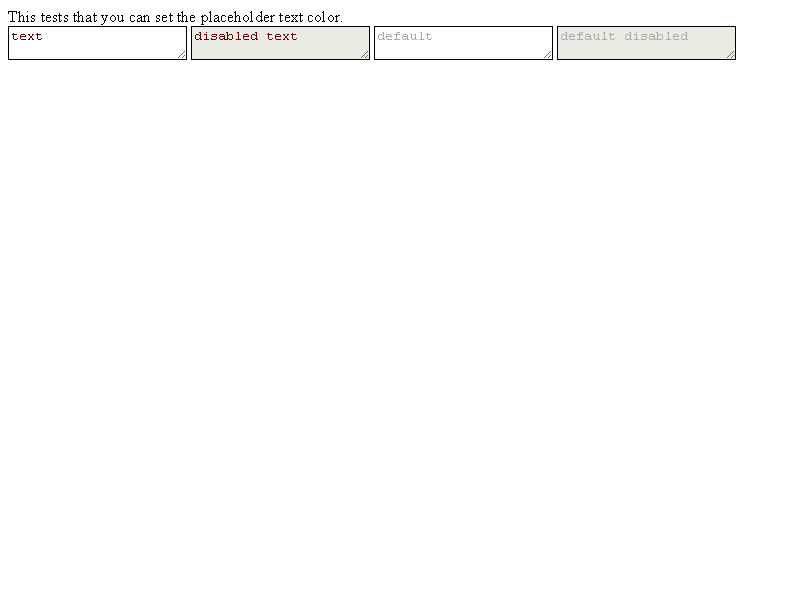 This tests that you can set the placeholder text color.
text disabled text default default disabled